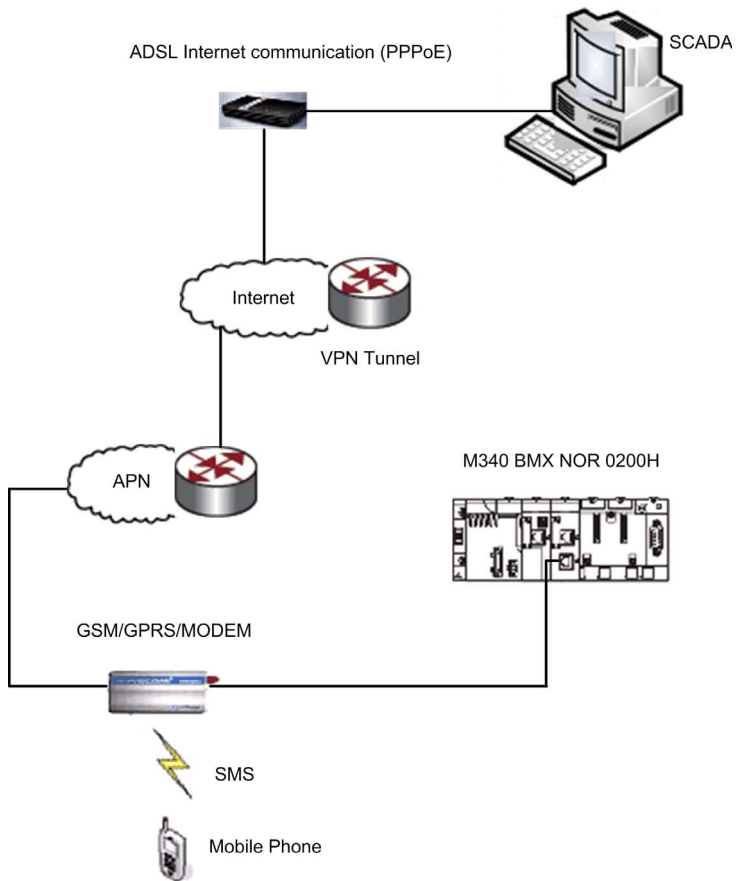 ADSL Internet communication (PPPoE)
SCADA
Internet
VPN Tunnel
APN
M340 BMX NOR 0200H
GSM/GPRS/MODEM
SMS
Mobile Phone